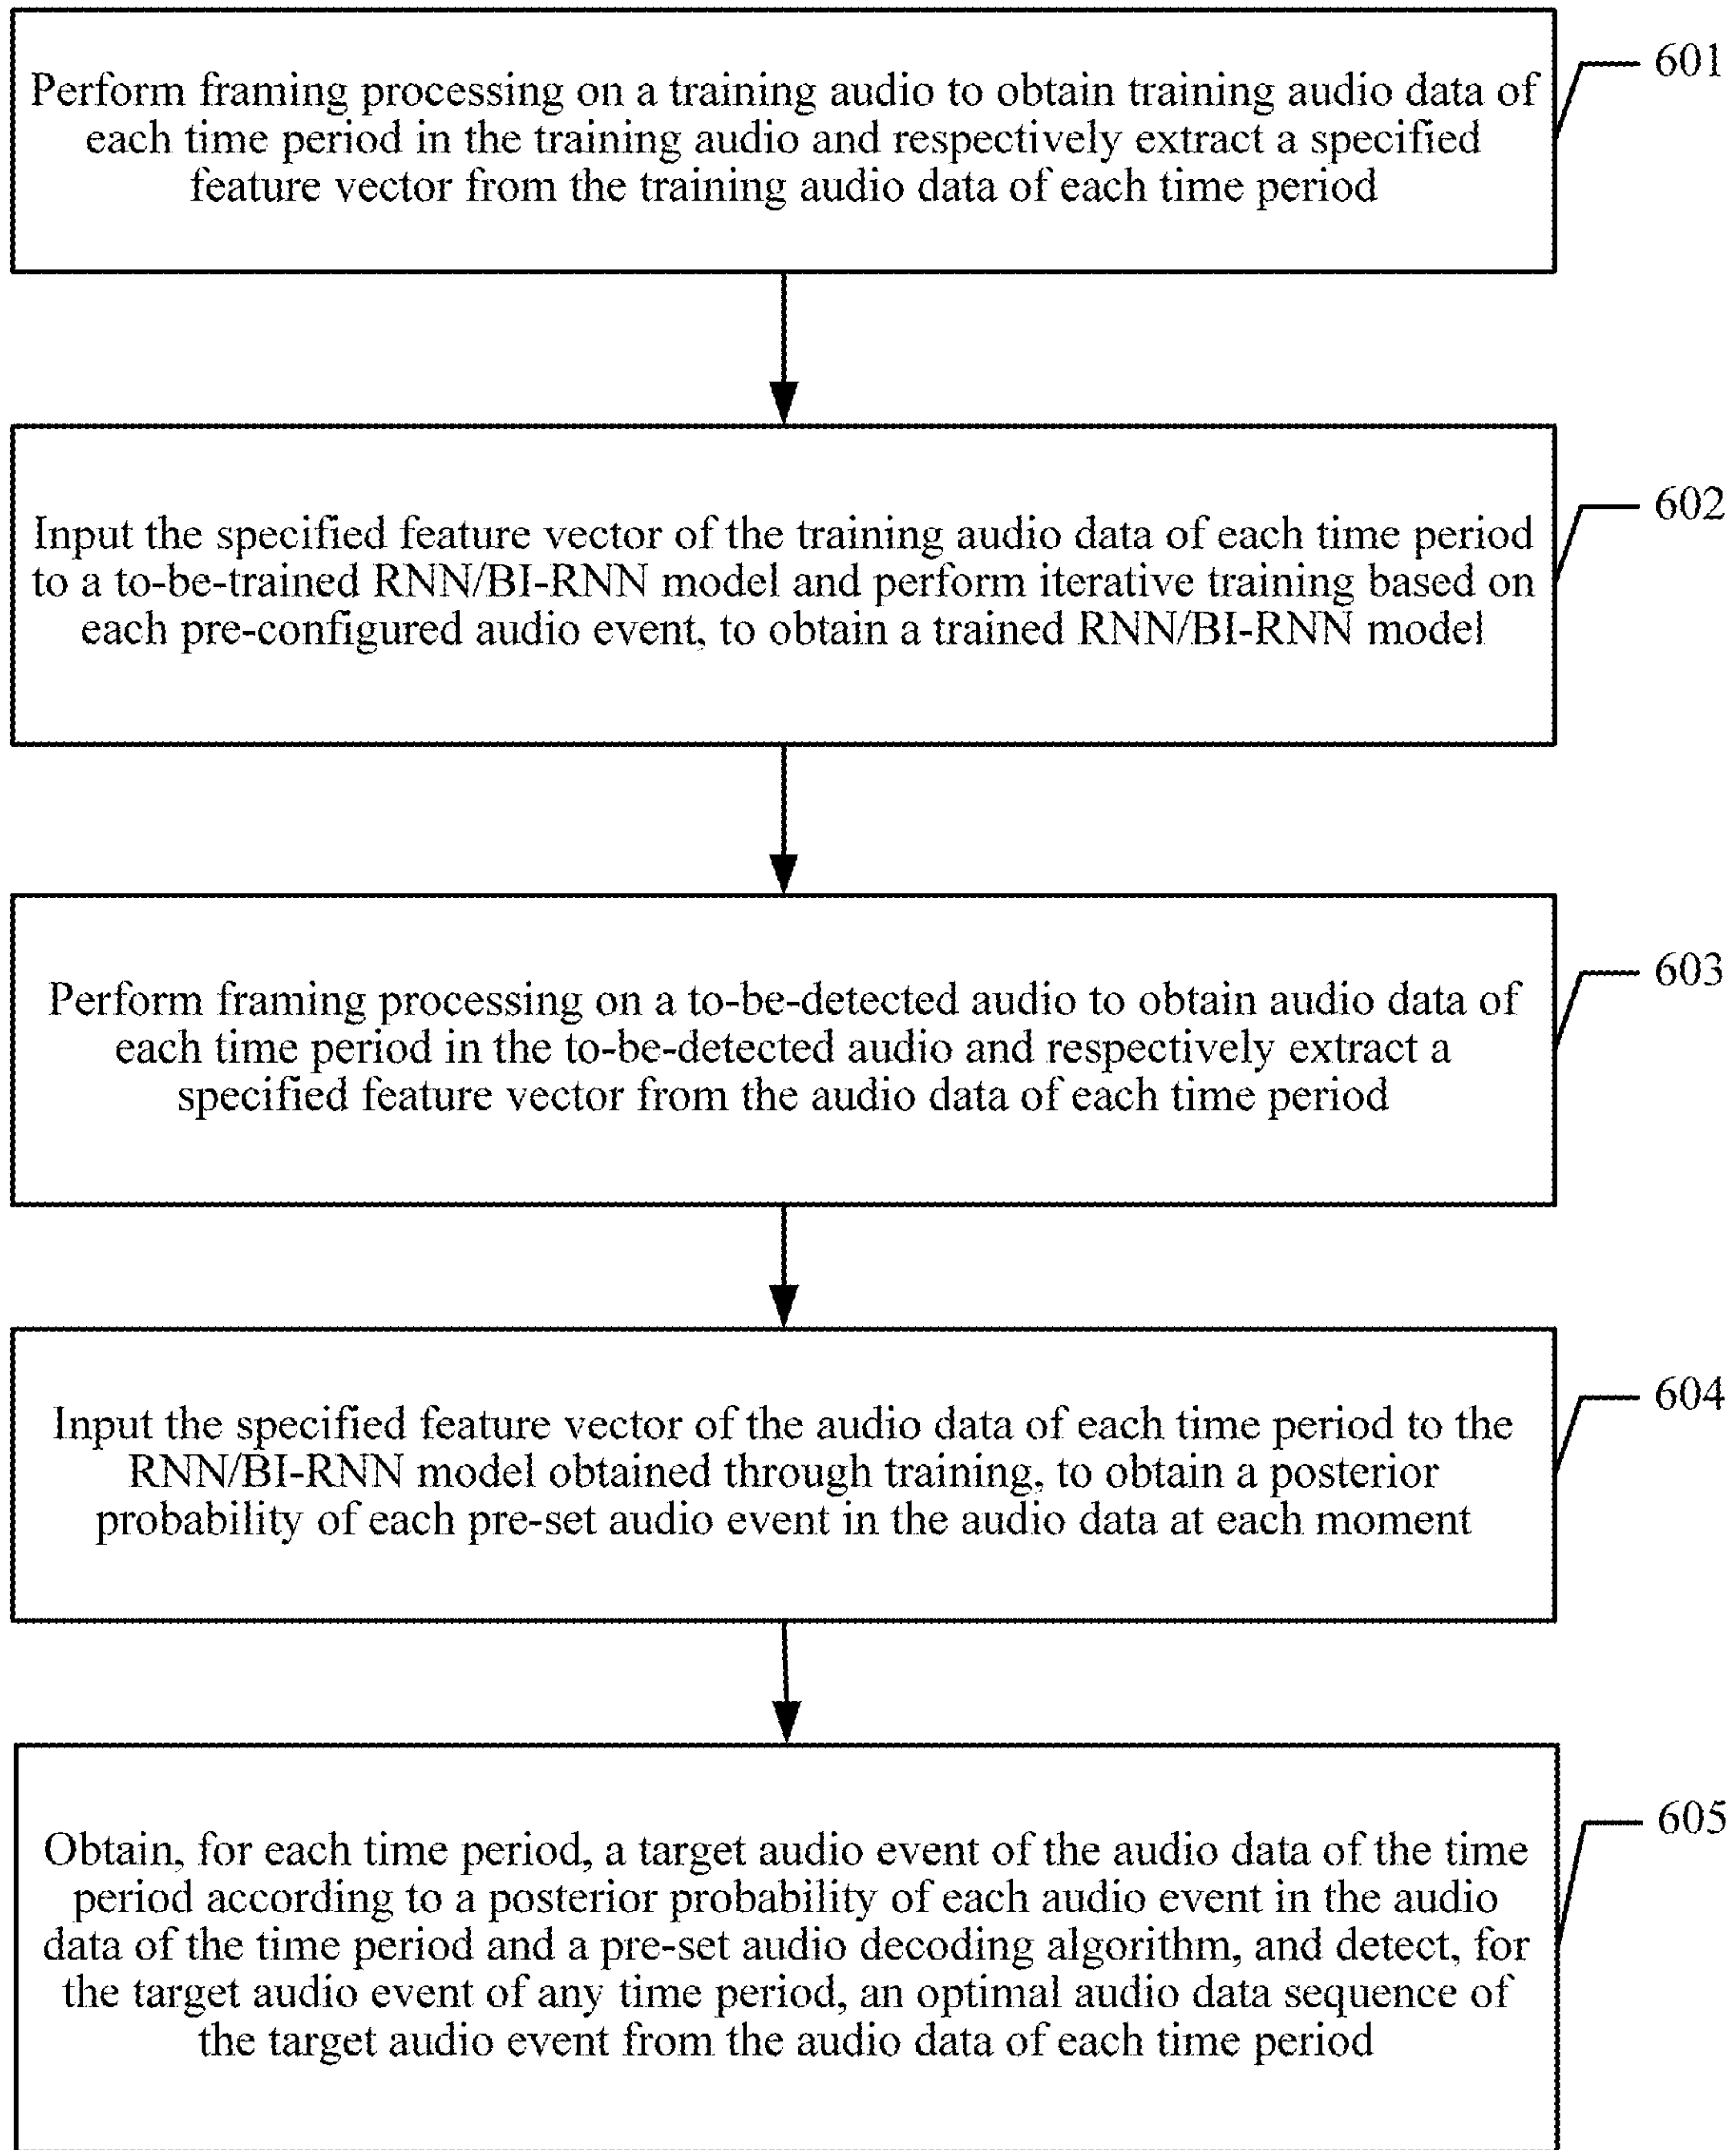 Perform framing processing on a training audio to obtain training audio data of
each time period in the training audio and respectively extract a specified
feature vector from the training audio data of each time period
601
Input the specified feature vector of the training audio data of each time period
to a to-be-trained RNN/BI-RNN model and perform iterative training based on
each pre-configured audio event, to obtain a trained RNN/BI-RNN model
602
Perform framing processing on a to-be-detected audio to obtain audio data of
each time period in the to-be-detected audio and respectively extract a
specified feature vector from the audio data of each time period
603
Input the specified feature vector of the audio data of each time period to the
RNN/BI-RNN model obtained through training, to obtain a posterior
probability of each pre-set audio event in the audio data at each moment
604
Obtain, for each time period, a target audio event of the audio data of the time
period according to a posterior probability of each audio event in the audio
data of the time period and a pre-set audio decoding algorithm, and detect, for
the target audio event of any time period, an optimal audio data sequence of
the target audio event from the audio data of each time period
605